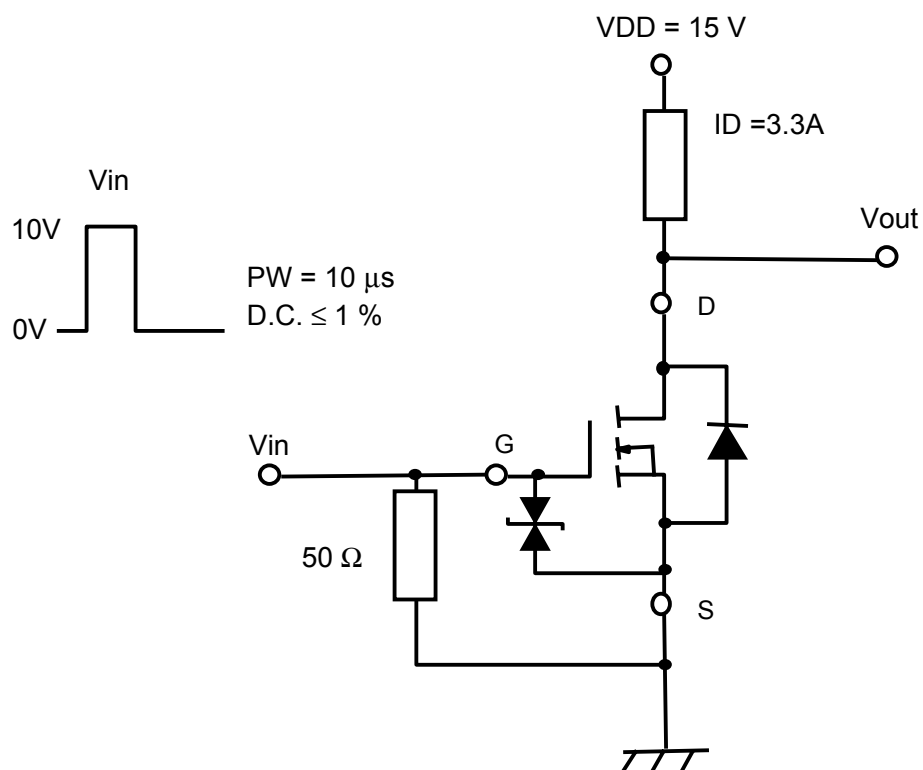 VDD = 15 V
ID =3.3A
Vin
10V
Vout
PW = 10 μs
D.C. ≤ 1 %
0V
D
Vin
G
50 Ω
S